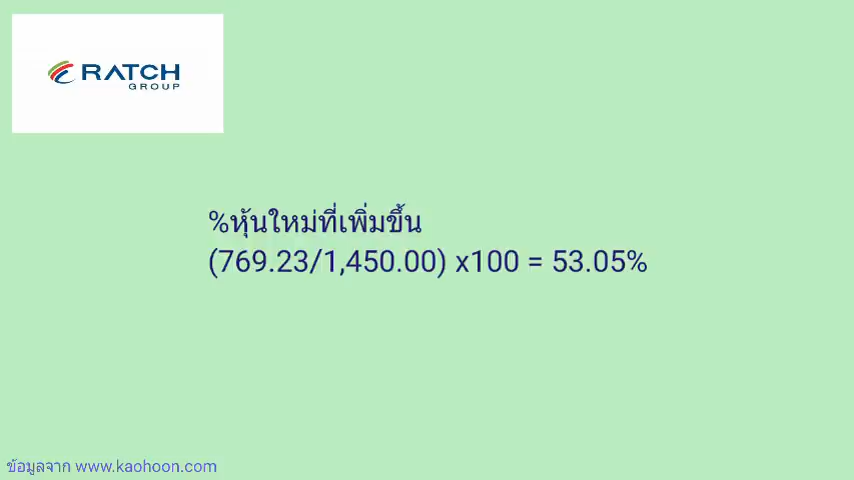 RATCH
GROUP
%หุ้นใหม่ที่เพิ่มขึ้น
(769.23/1,450.00) x100 = 53.05%
ข้อมูลจาก www.kaohoon.com